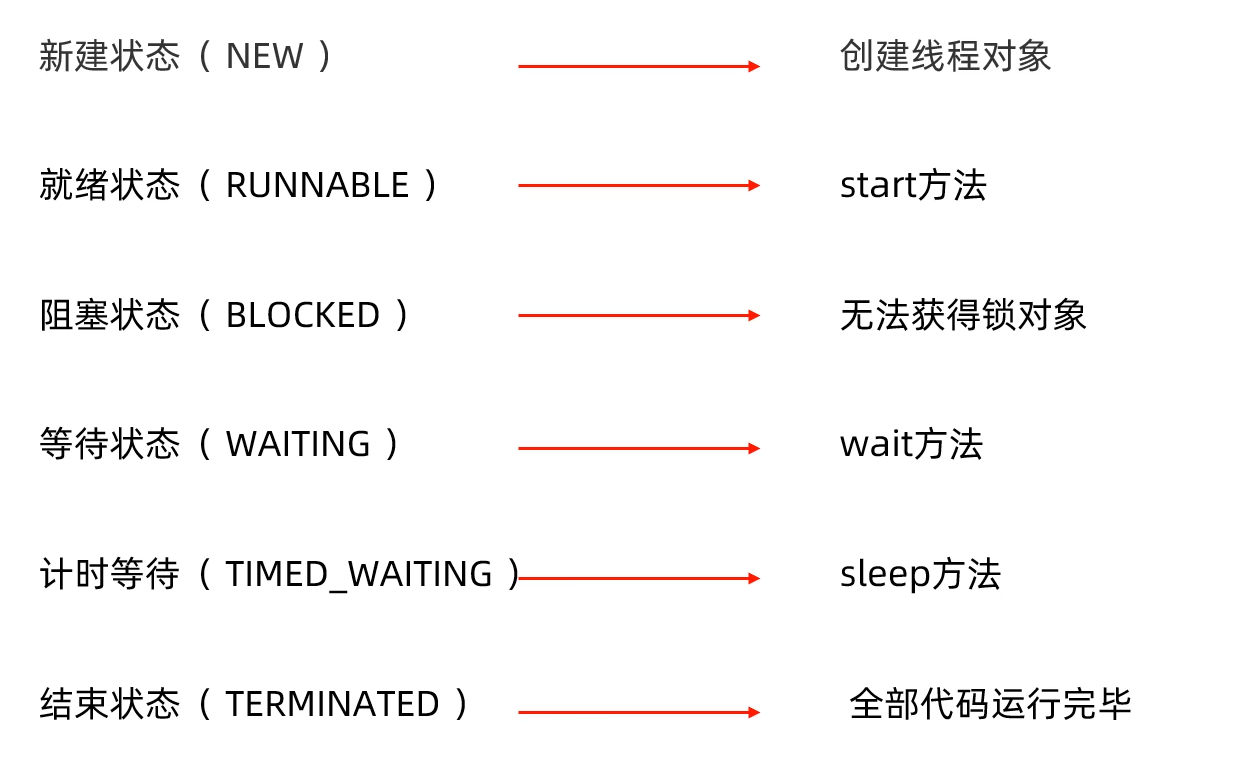 新建状态（ NEW ） 创建线程对象
就绪状态（ RUNNABLE ） start方法
阻塞状态（ BLOCKED ） 无法获得锁对象
等待状态（ WAITING ） wait方法
计时等待（ TIMED_WAITING ） sleep方法
结束状态（ TERMINATED ） 全部代码运行完毕